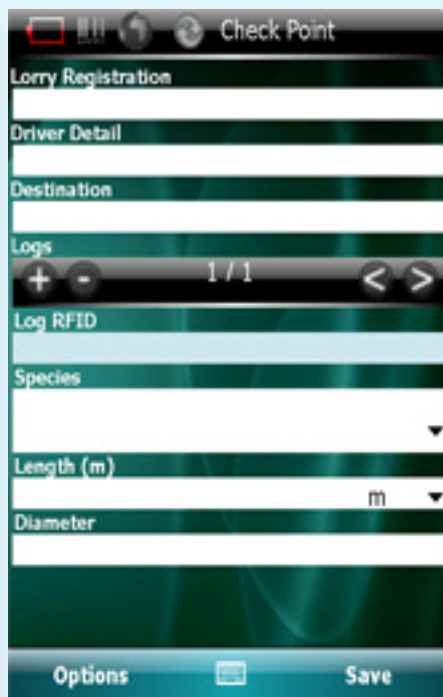 Check Point
Lorry Registration
Driver Detail
Destination
Logs
+ - 1 / 1 < >
Log RFID
Species
Length (m)
m
Diameter
Options Save